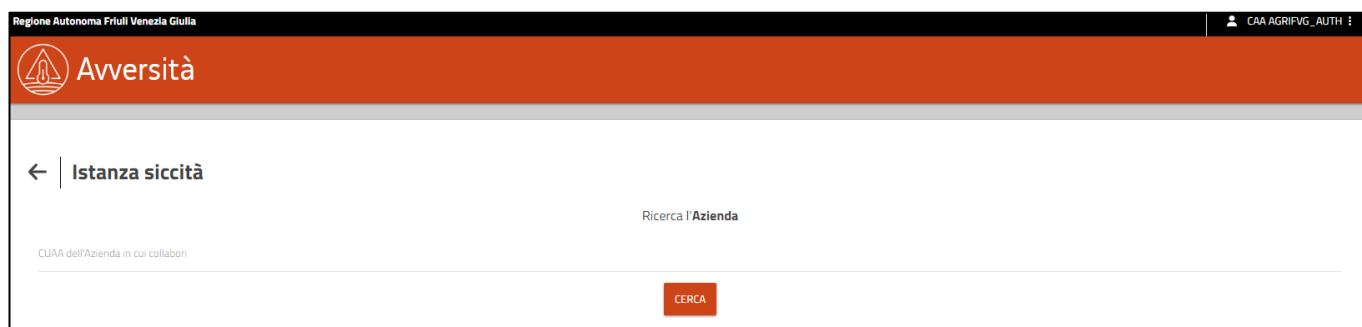 Regione Autonoma Friuli Venezia Giulia
CAA AGRIFVG_AUTH
Avversità
Istanza siccità
Ricerca l'Azienda
CUAA dell'Azienda in cui collabori
CERCA